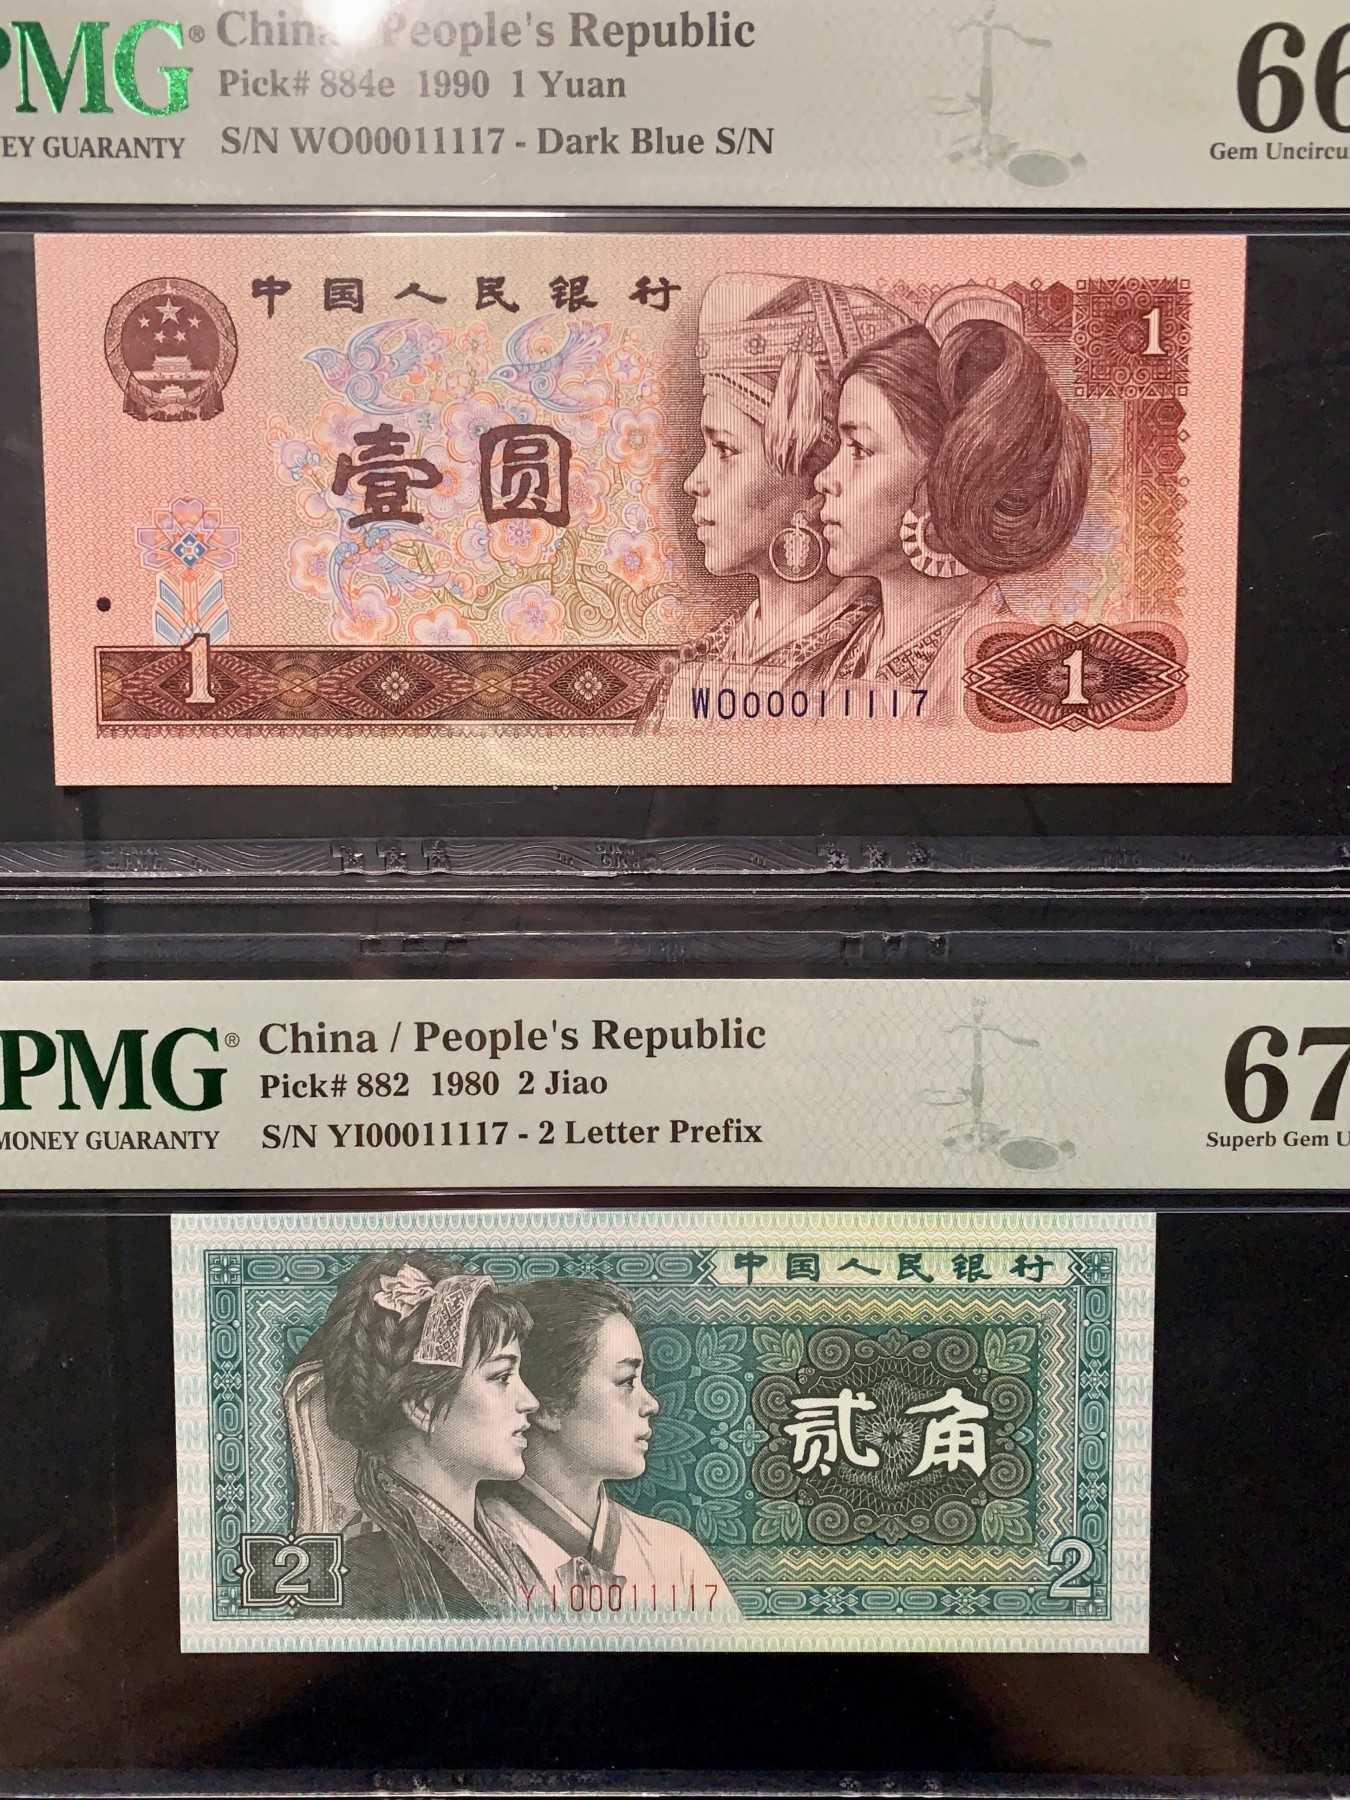 PMG® China / People's Republic 66
Pick# 884e 1990 1 Yuan
EY GUARANTY S/N WO00011117 - Dark Blue S/N Gem Uncircu
中国人民银行
1
壹圆
1
1
WO00011117
PMG
PMG
PMG® China / People's Republic 67
Pick# 882 1980 2 Jiao
MONEY GUARANTY S/N YI00011117 - 2 Letter Prefix Superb Gem U
中国人民银行
贰角
2
2
YI00011117